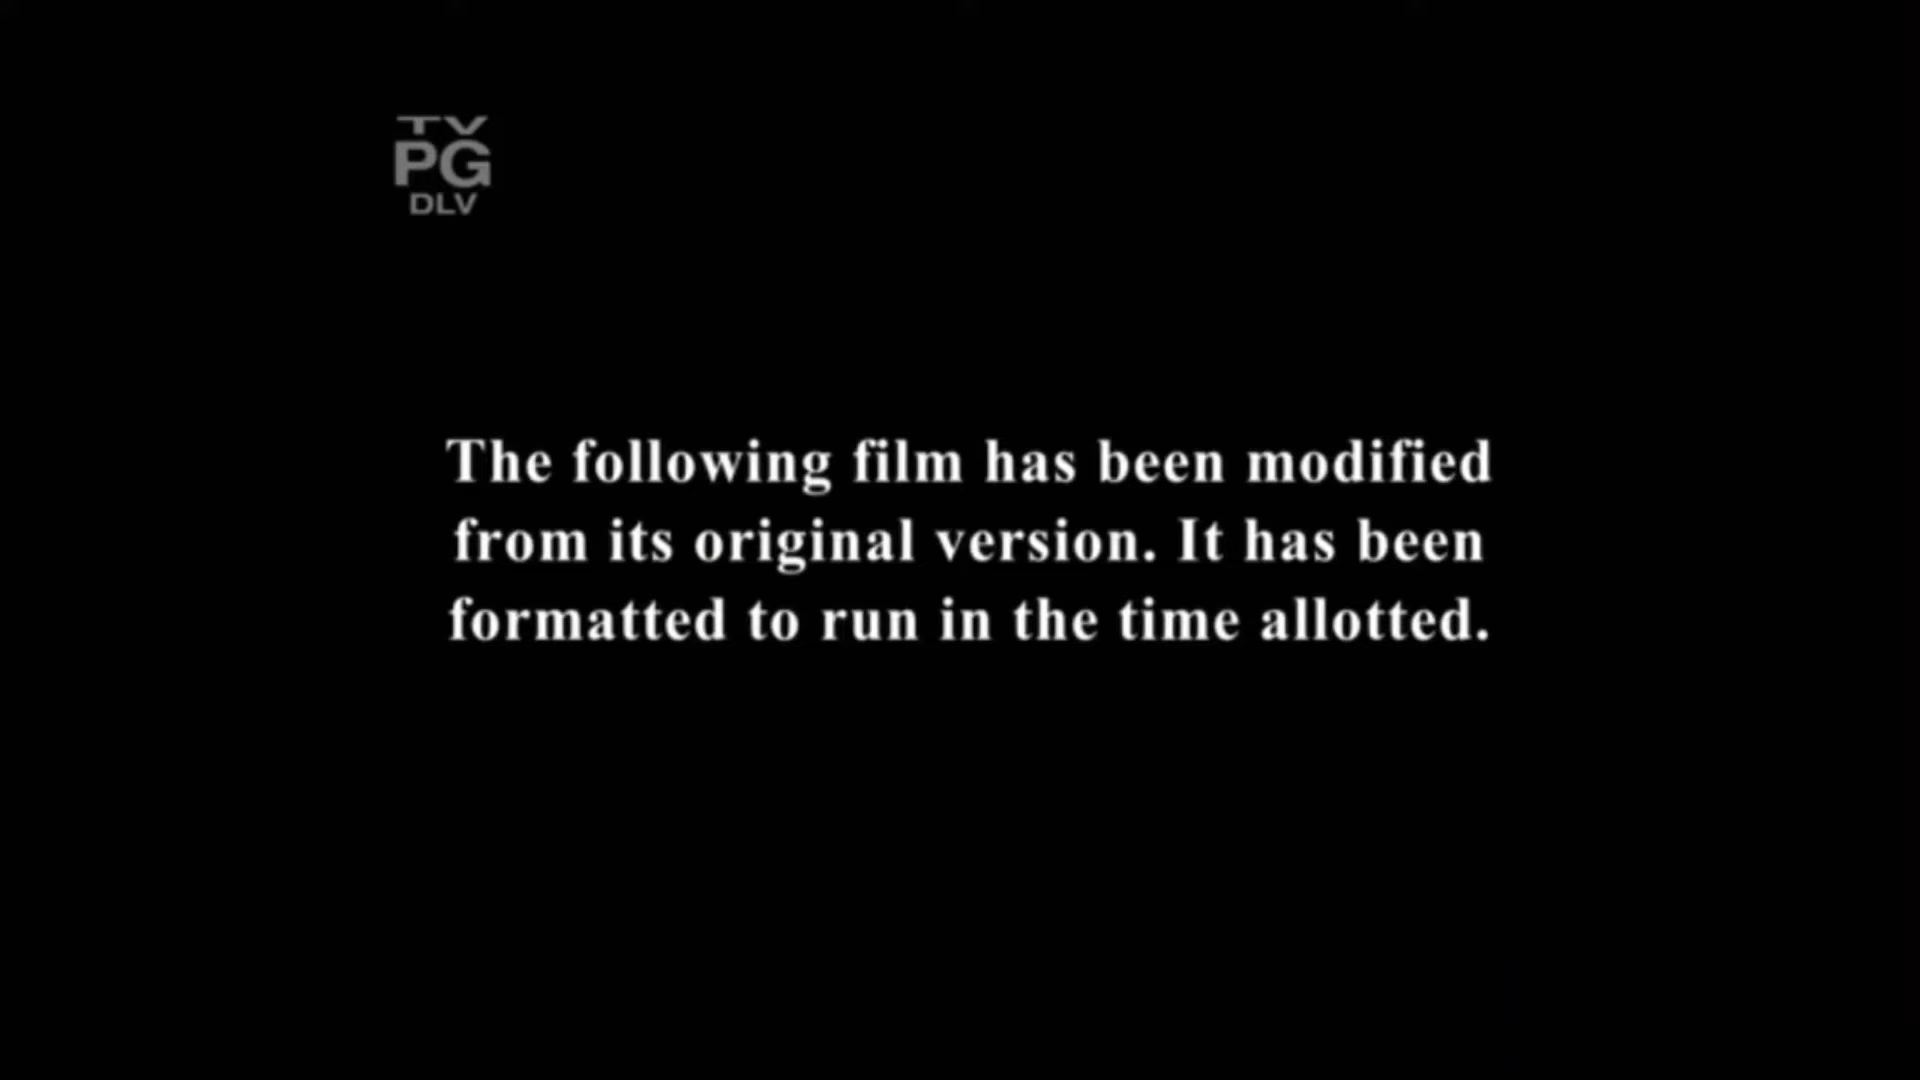 TV
PG
DLV
The following film has been modified
from its original version. It has been
formatted to run in the time allotted.